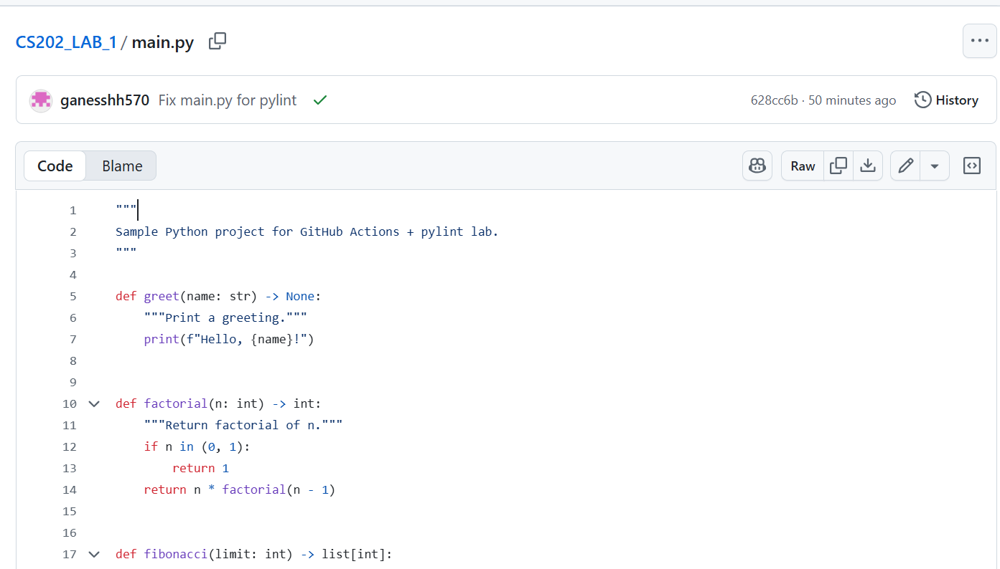 CS202_LAB_1 / main.py
ganesshh570 Fix main.py for pylint 628cc6b · 50 minutes ago History
Code Blame Raw
1 """
2 Sample Python project for GitHub Actions + pylint lab.
3 """
4
5 def greet(name: str) -> None:
6     """Print a greeting."""
7     print(f"Hello, {name}!")
8
9
10 def factorial(n: int) -> int:
11     """Return factorial of n."""
12     if n in (0, 1):
13         return 1
14     return n * factorial(n - 1)
15
16
17 def fibonacci(limit: int) -> list[int]: